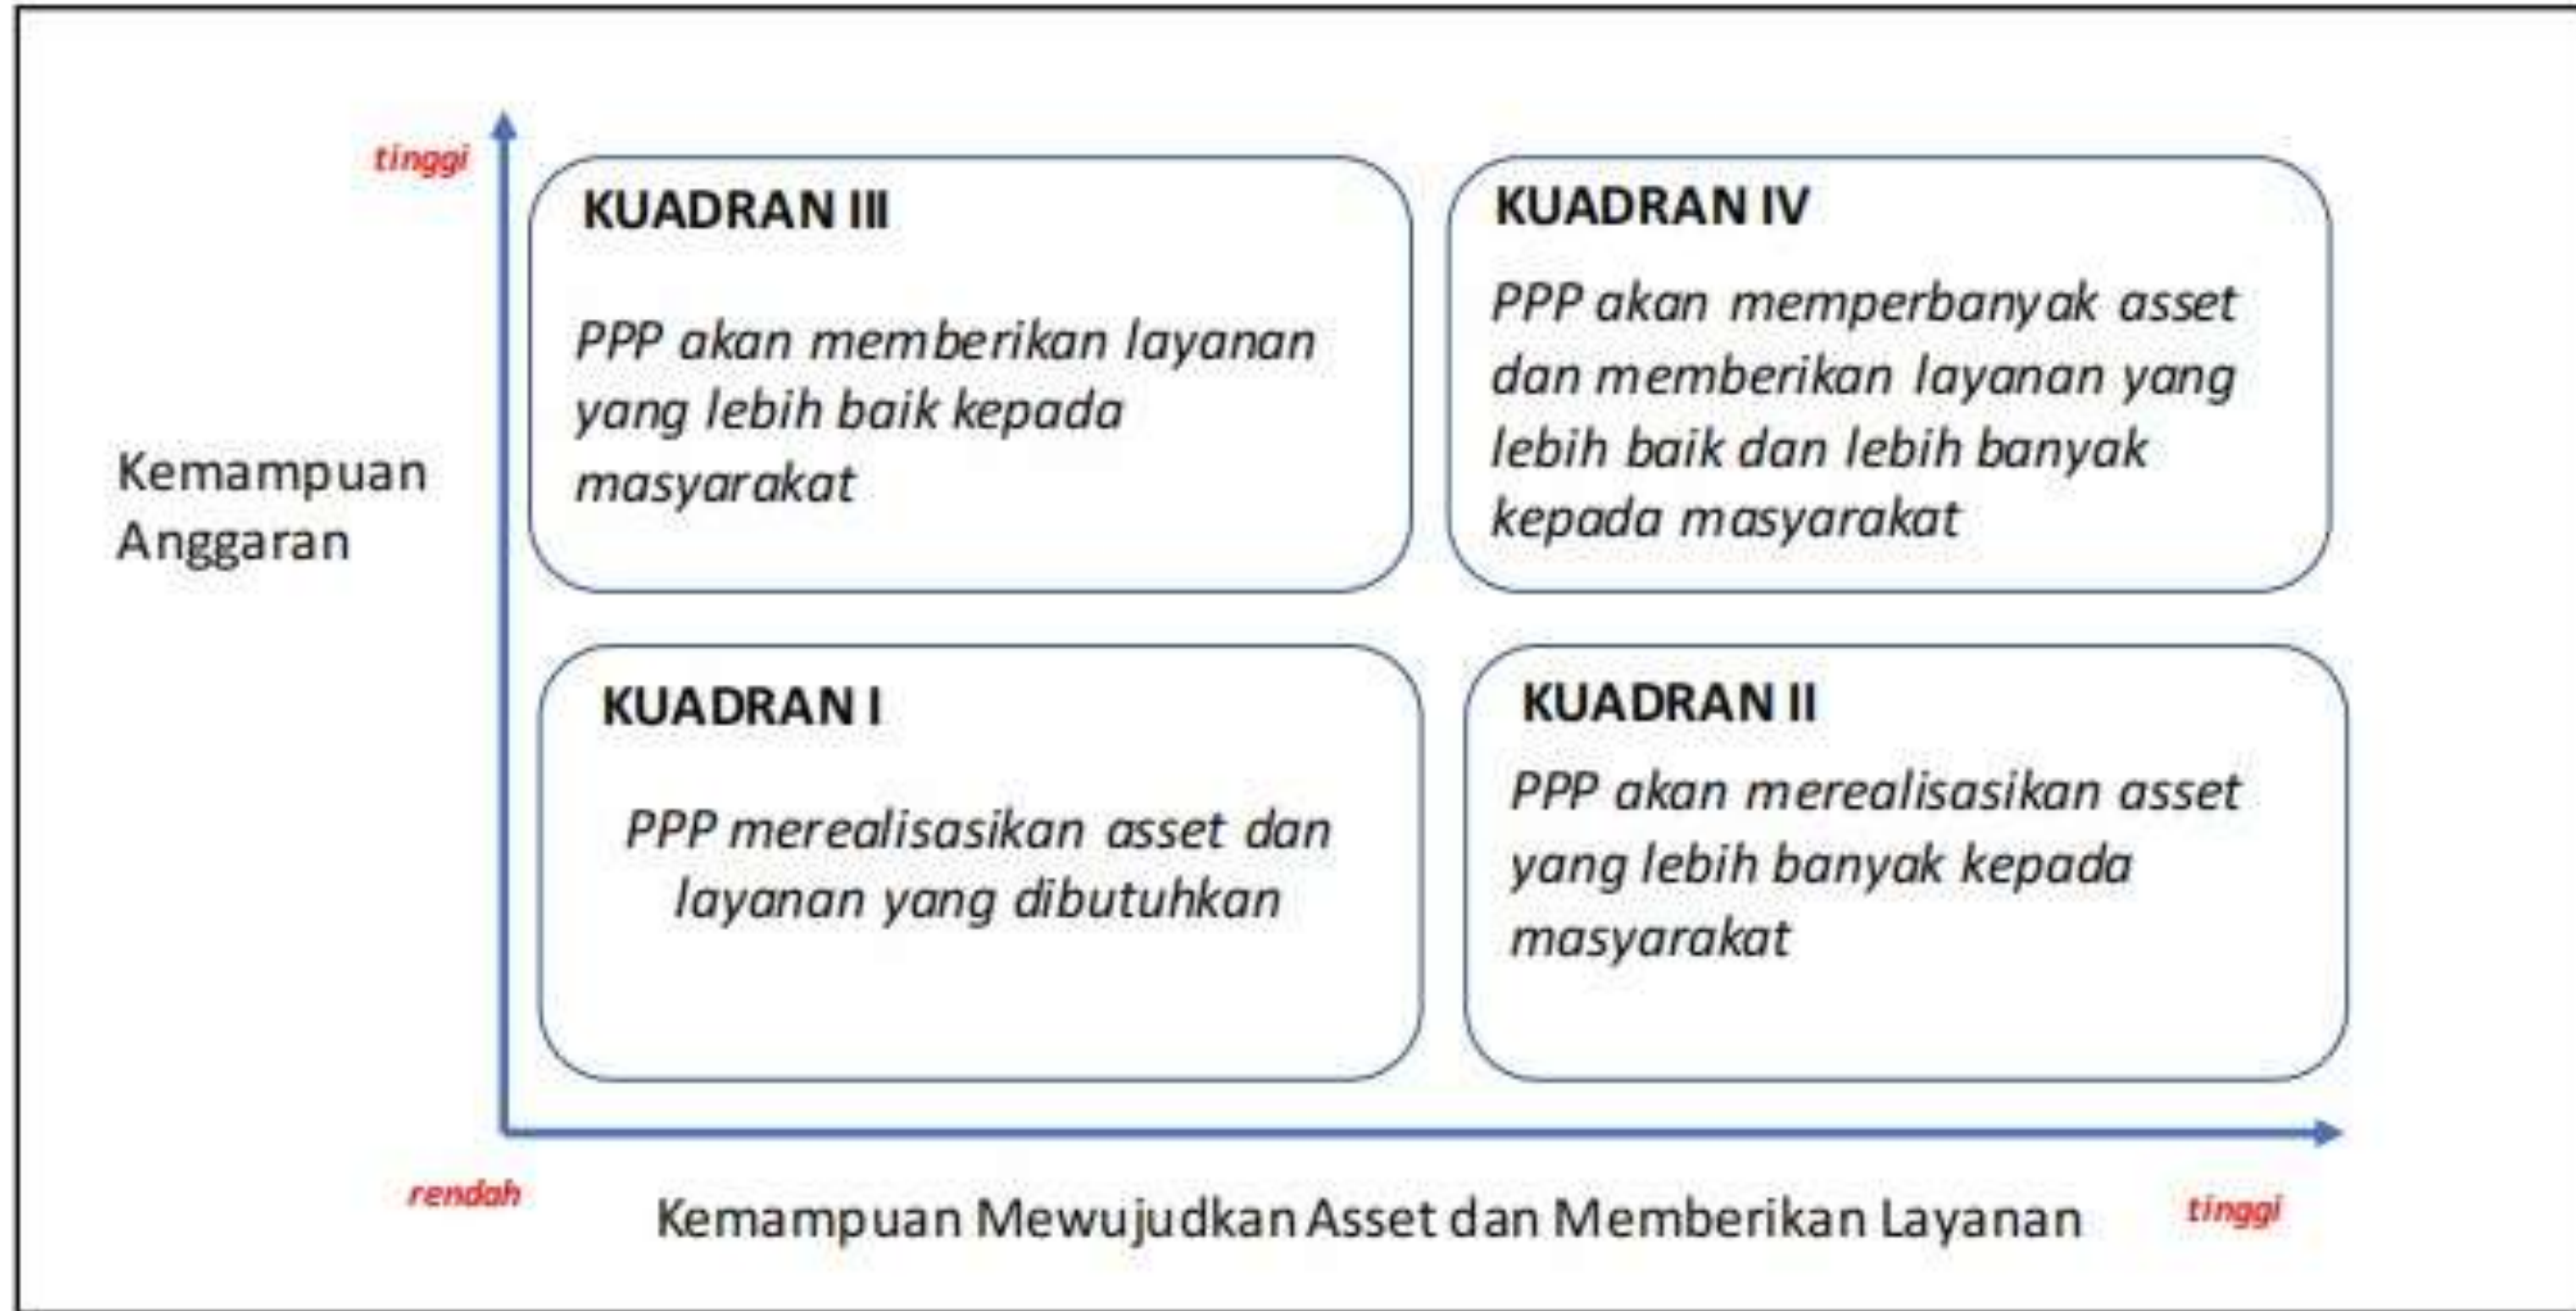 tinggi
KUADRAN III
PPP akan memberikan layanan
yang lebih baik kepada
masyarakat
KUADRAN IV
PPP akan memperbanyak asset
dan memberikan layanan yang
lebih baik dan lebih banyak
kepada masyarakat
Kemampuan
Anggaran
KUADRAN I
PPP merealisasikan asset dan
layanan yang dibutuhkan
KUADRAN II
PPP akan merealisasikan asset
yang lebih banyak kepada
masyarakat
rendah
Kemampuan Mewujudkan Asset dan Memberikan Layanan
tinggi